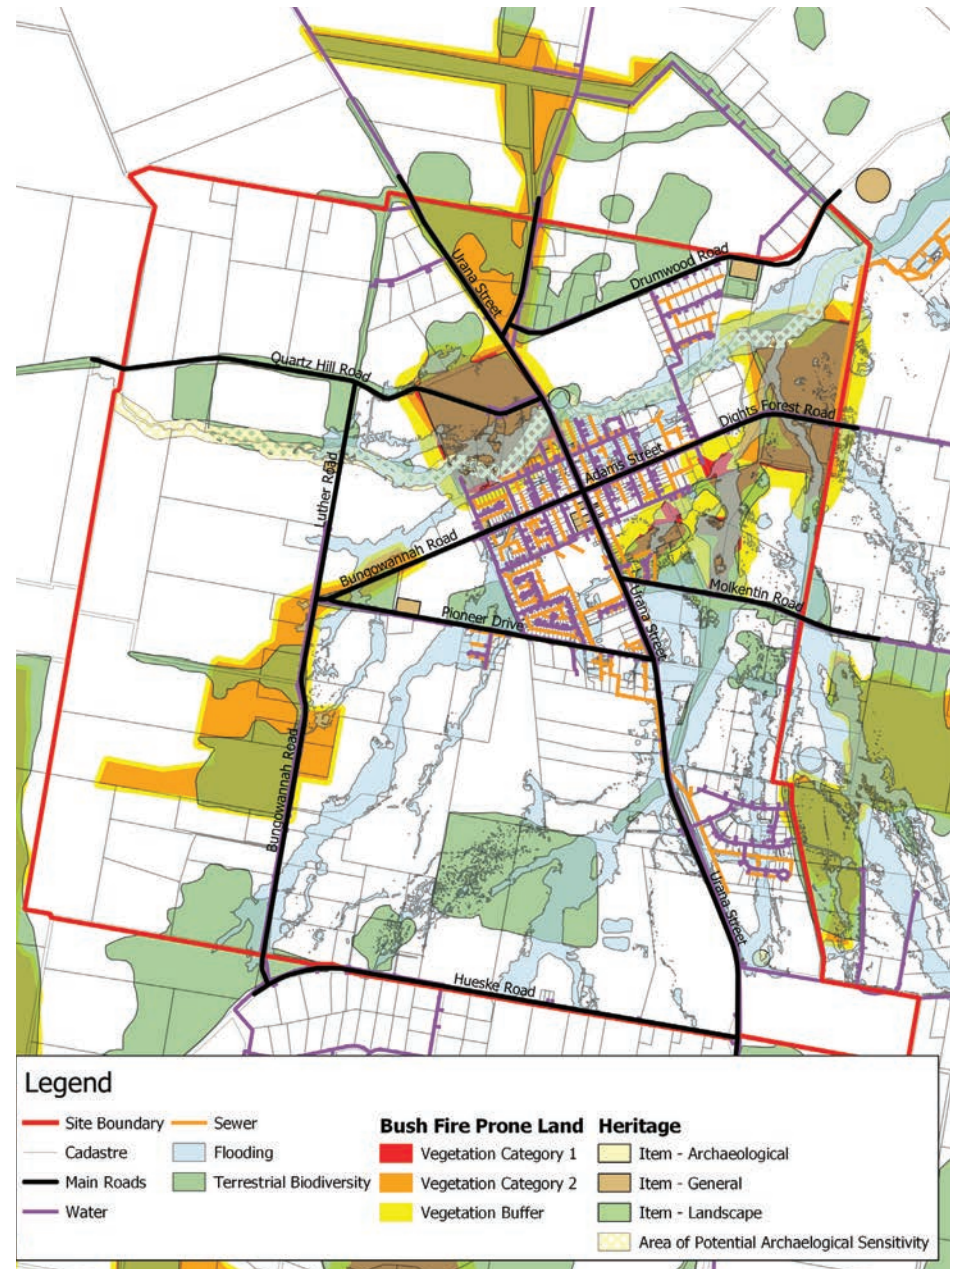 Urana Street
Drumwood Road
Quartz Hill Road
Dights Forest Road
Adams Street
Luther Road
Bungowannah Road
Molkentin Road
Urana Street
Pioneer Drive
Bungowannah Road
Urana Street
Hueske Road
Legend
Site Boundary
Cadastre
Main Roads
Water
Sewer
Flooding
Terrestrial Biodiversity
Bush Fire Prone Land
Vegetation Category 1
Vegetation Category 2
Vegetation Buffer
Heritage
Item - Archaeological
Item - General
Item - Landscape
Area of Potential Archaelogical Sensitivity